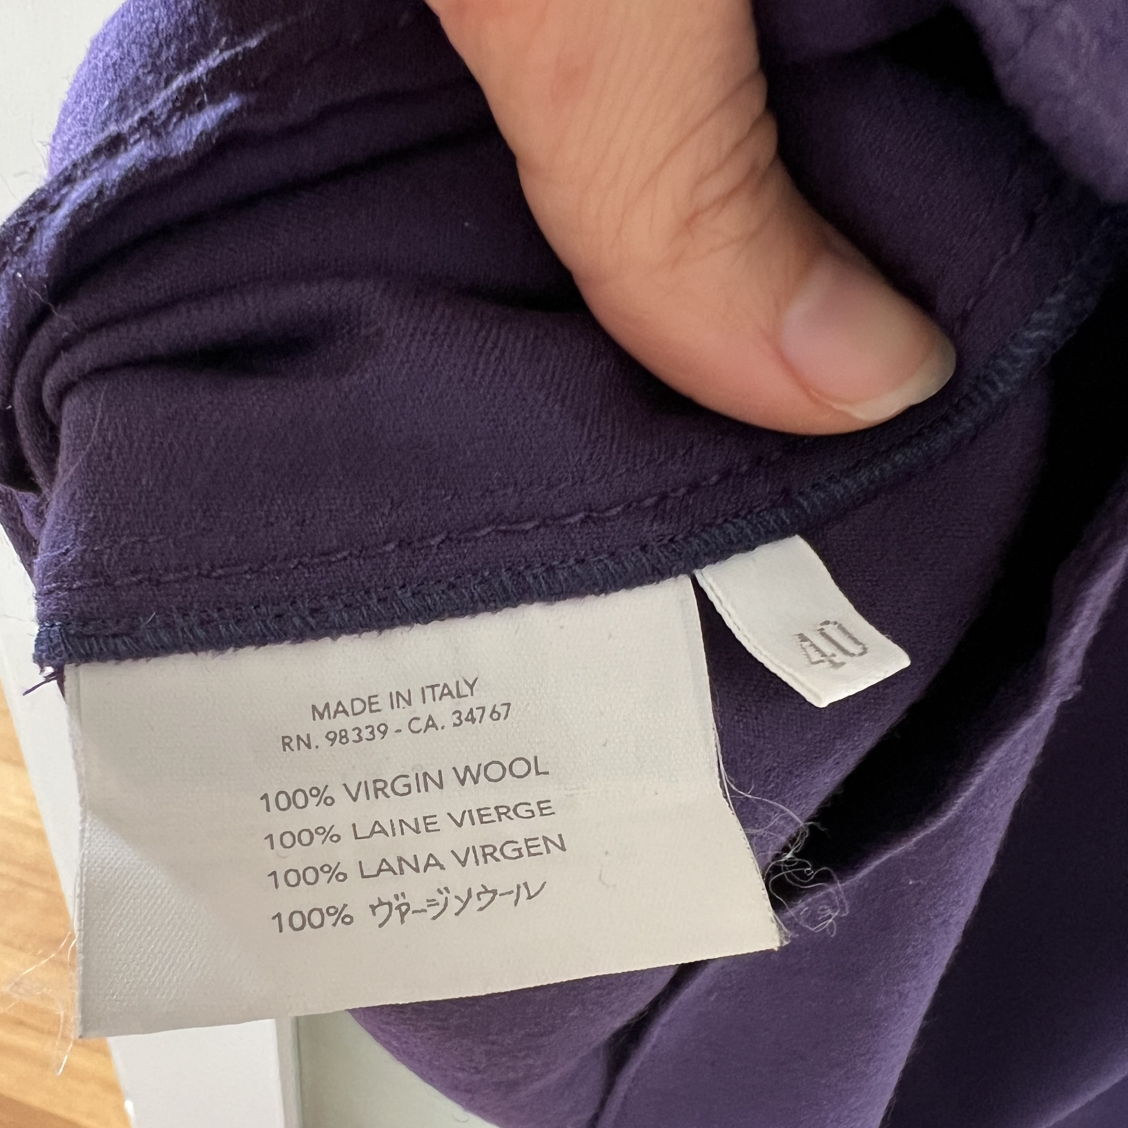 MADE IN ITALY
RN. 98339 - CA. 34767
100% VIRGIN WOOL
100% LAINE VIERGE
100% LANA VIRGEN
100% ヴァージンウール
40